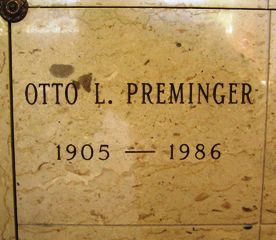 OTTO L. PREMINGER
1905 — 1986